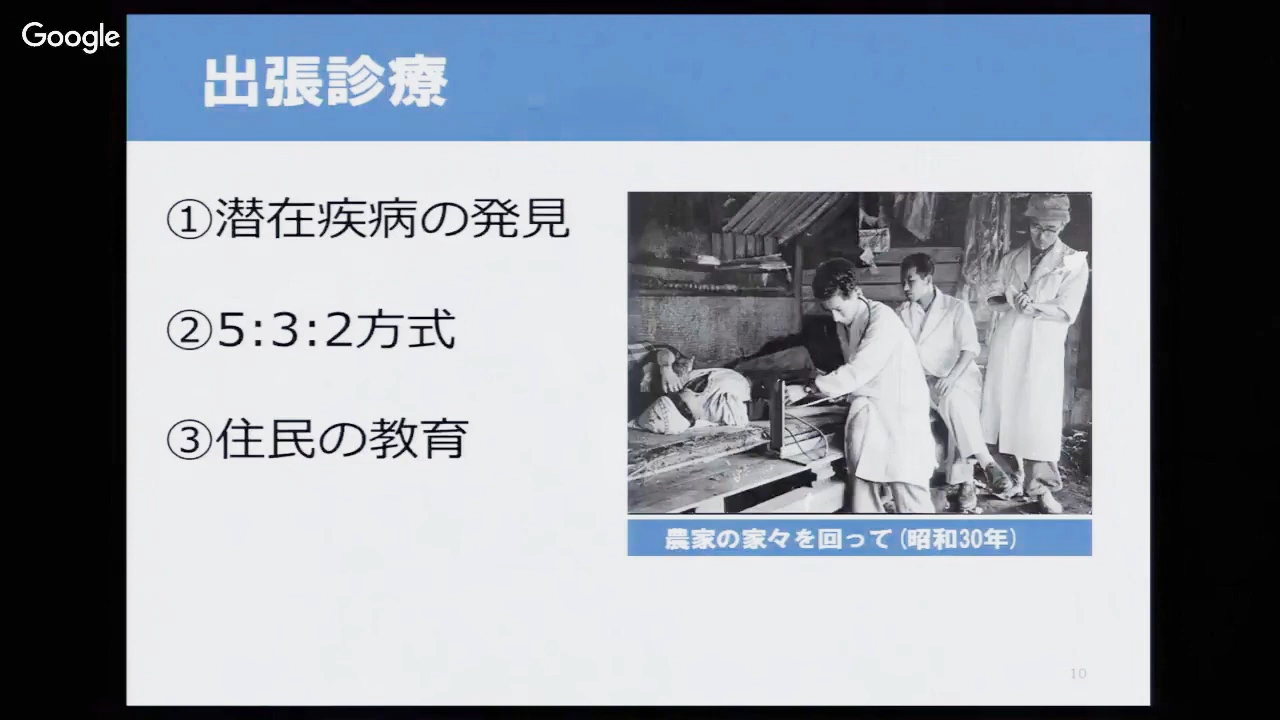 Google
出張診療
①潜在疾病の発見
②5:3:2方式
③住民の教育
農家の家々を回って(昭和30年)
10